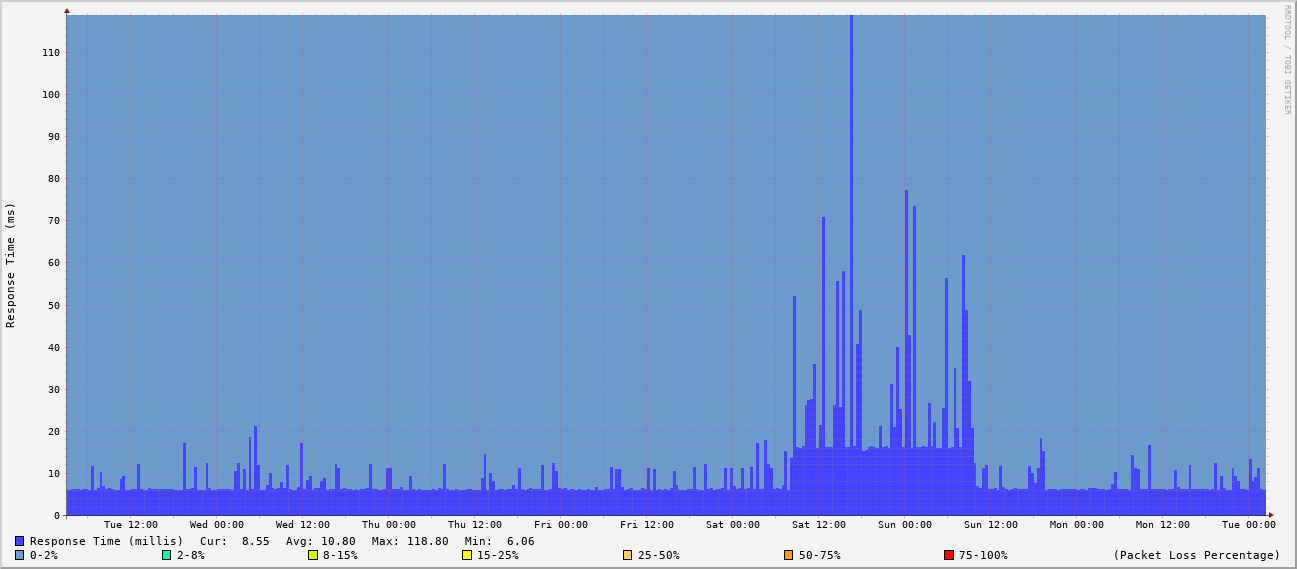 RRDTOOL / TOBI OETIKER
Response Time (ms)
110
100
90
80
70
60
50
40
30
20
10
0
Tue 12:00 Wed 00:00 Wed 12:00 Thu 00:00 Thu 12:00 Fri 00:00 Fri 12:00 Sat 00:00 Sat 12:00 Sun 00:00 Sun 12:00 Mon 00:00 Mon 12:00 Tue 00:00
Response Time (millis) Cur: 8.55 Avg: 10.80 Max: 118.80 Min: 6.06
0-2% 2-8% 8-15% 15-25% 25-50% 50-75% 75-100% (Packet Loss Percentage)